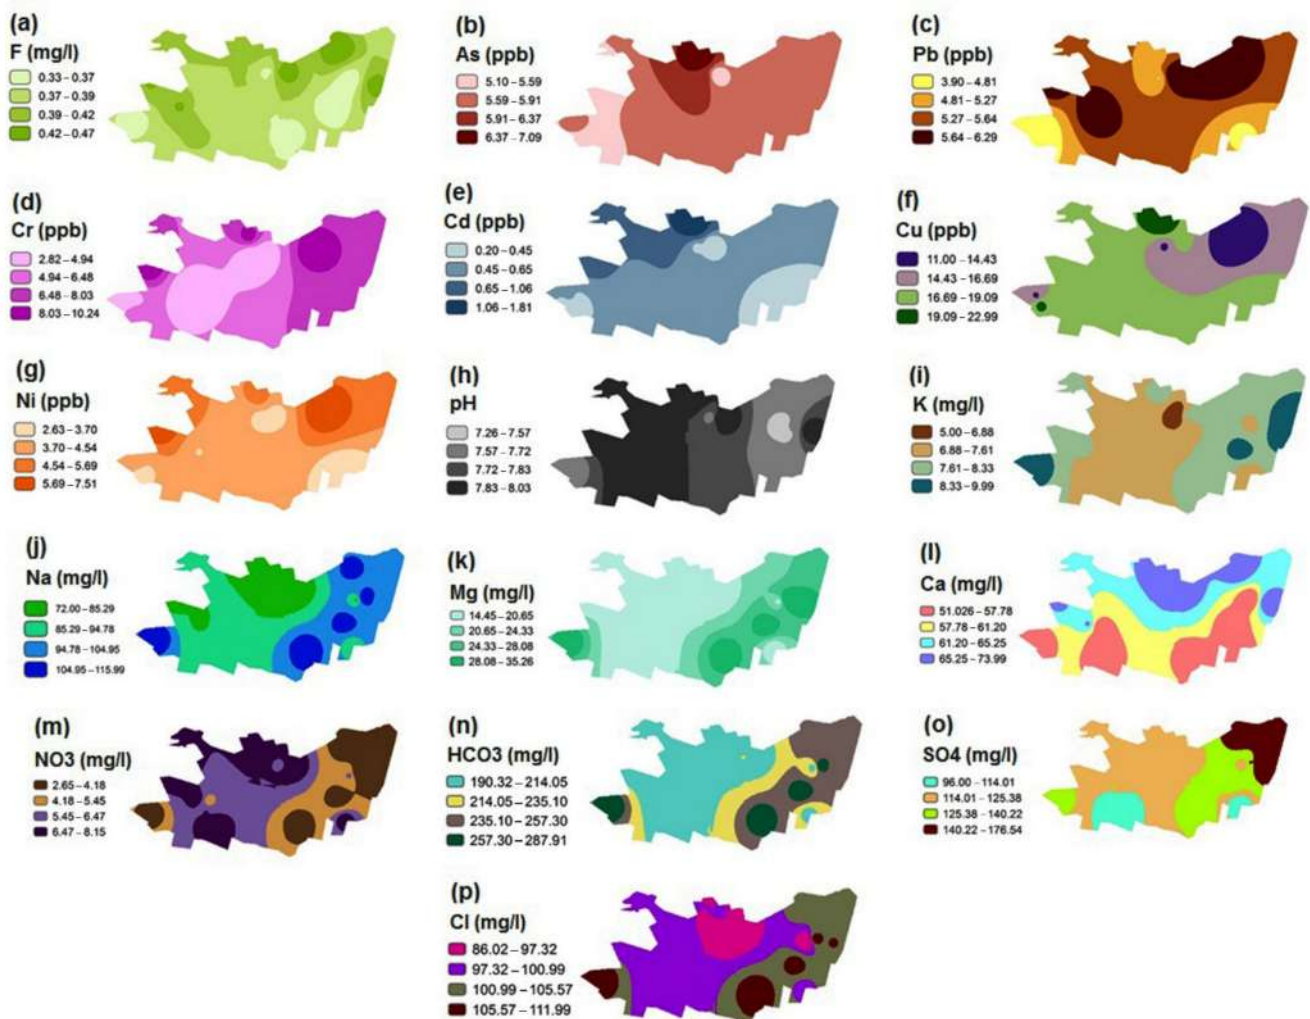 (a)
F (mg/l)
0.33 – 0.37
0.37 – 0.39
0.39 – 0.42
0.42 – 0.47
(b)
As (ppb)
5.10 – 5.59
5.59 – 5.91
5.91 – 6.37
6.37 – 7.09
(c)
Pb (ppb)
3.90 – 4.81
4.81 – 5.27
5.27 – 5.64
5.64 – 6.29
(d)
Cr (ppb)
2.82 – 4.94
4.94 – 6.48
6.48 – 8.03
8.03 – 10.24
(e)
Cd (ppb)
0.20 – 0.45
0.45 – 0.65
0.65 – 1.06
1.06 – 1.81
(f)
Cu (ppb)
11.00 – 14.43
14.43 – 16.69
16.69 – 19.09
19.09 – 22.99
(g)
Ni (ppb)
2.63 – 3.70
3.70 – 4.54
4.54 – 5.69
5.69 – 7.51
(h)
pH
7.26 – 7.57
7.57 – 7.72
7.72 – 7.83
7.83 – 8.03
(i)
K (mg/l)
5.00 – 6.88
6.88 – 7.61
7.61 – 8.33
8.33 – 9.99
(j)
Na (mg/l)
72.00 – 85.29
85.29 – 94.78
94.78 – 104.95
104.95 – 115.99
(k)
Mg (mg/l)
14.45 – 20.65
20.65 – 24.33
24.33 – 28.08
28.08 – 35.26
(l)
Ca (mg/l)
51.026 – 57.78
57.78 – 61.20
61.20 – 65.25
65.25 – 73.99
(m)
NO3 (mg/l)
2.65 – 4.18
4.18 – 5.45
5.45 – 6.47
6.47 – 8.15
(n)
HCO3 (mg/l)
190.32 – 214.05
214.05 – 235.10
235.10 – 257.30
257.30 – 287.91
(o)
SO4 (mg/l)
96.00 – 114.01
114.01 – 125.38
125.38 – 140.22
140.22 – 176.54
(p)
Cl (mg/l)
86.02 – 97.32
97.32 – 100.99
100.99 – 105.57
105.57 – 111.99